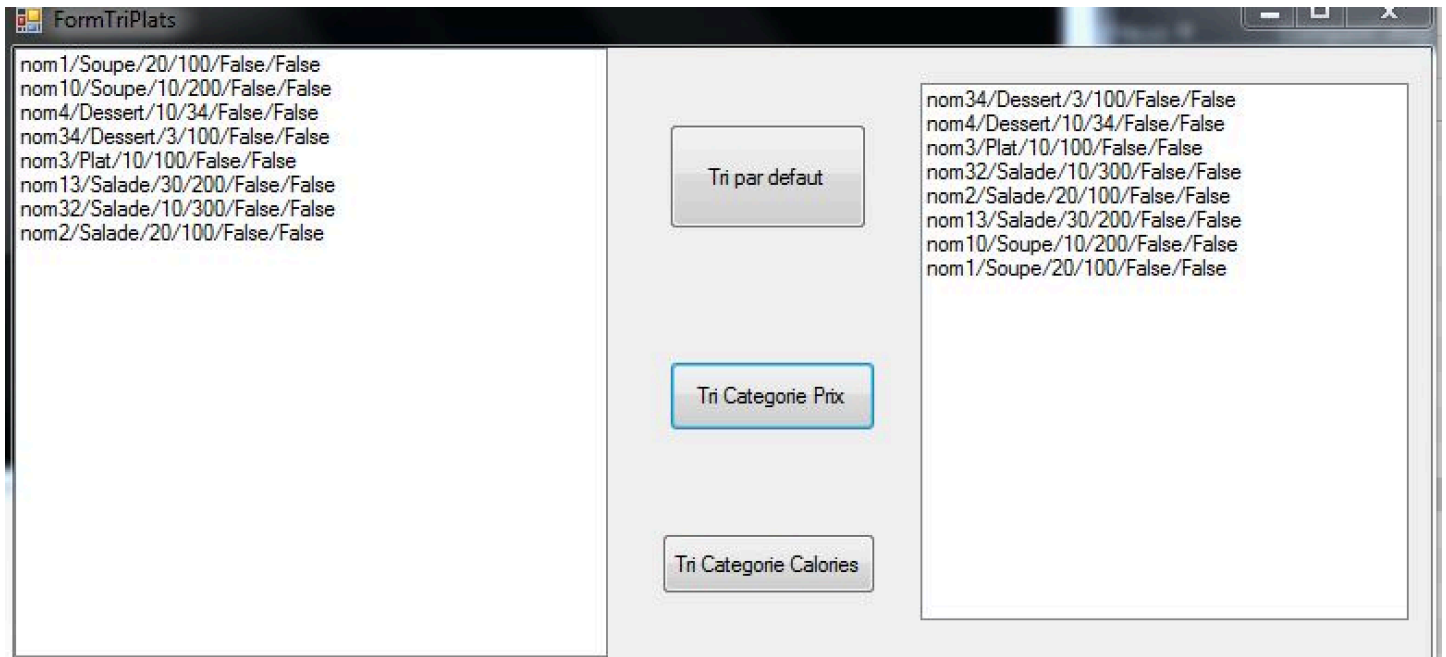 FormTriPlats
nom1/Soupe/20/100/False/False
nom10/Soupe/10/200/False/False
nom4/Dessert/10/34/False/False
nom34/Dessert/3/100/False/False
nom3/Plat/10/100/False/False
nom13/Salade/30/200/False/False
nom32/Salade/10/300/False/False
nom2/Salade/20/100/False/False
Tri par defaut
Tri Categorie Prix
Tri Categorie Calories
nom34/Dessert/3/100/False/False
nom4/Dessert/10/34/False/False
nom3/Plat/10/100/False/False
nom32/Salade/10/300/False/False
nom2/Salade/20/100/False/False
nom13/Salade/30/200/False/False
nom10/Soupe/10/200/False/False
nom1/Soupe/20/100/False/False